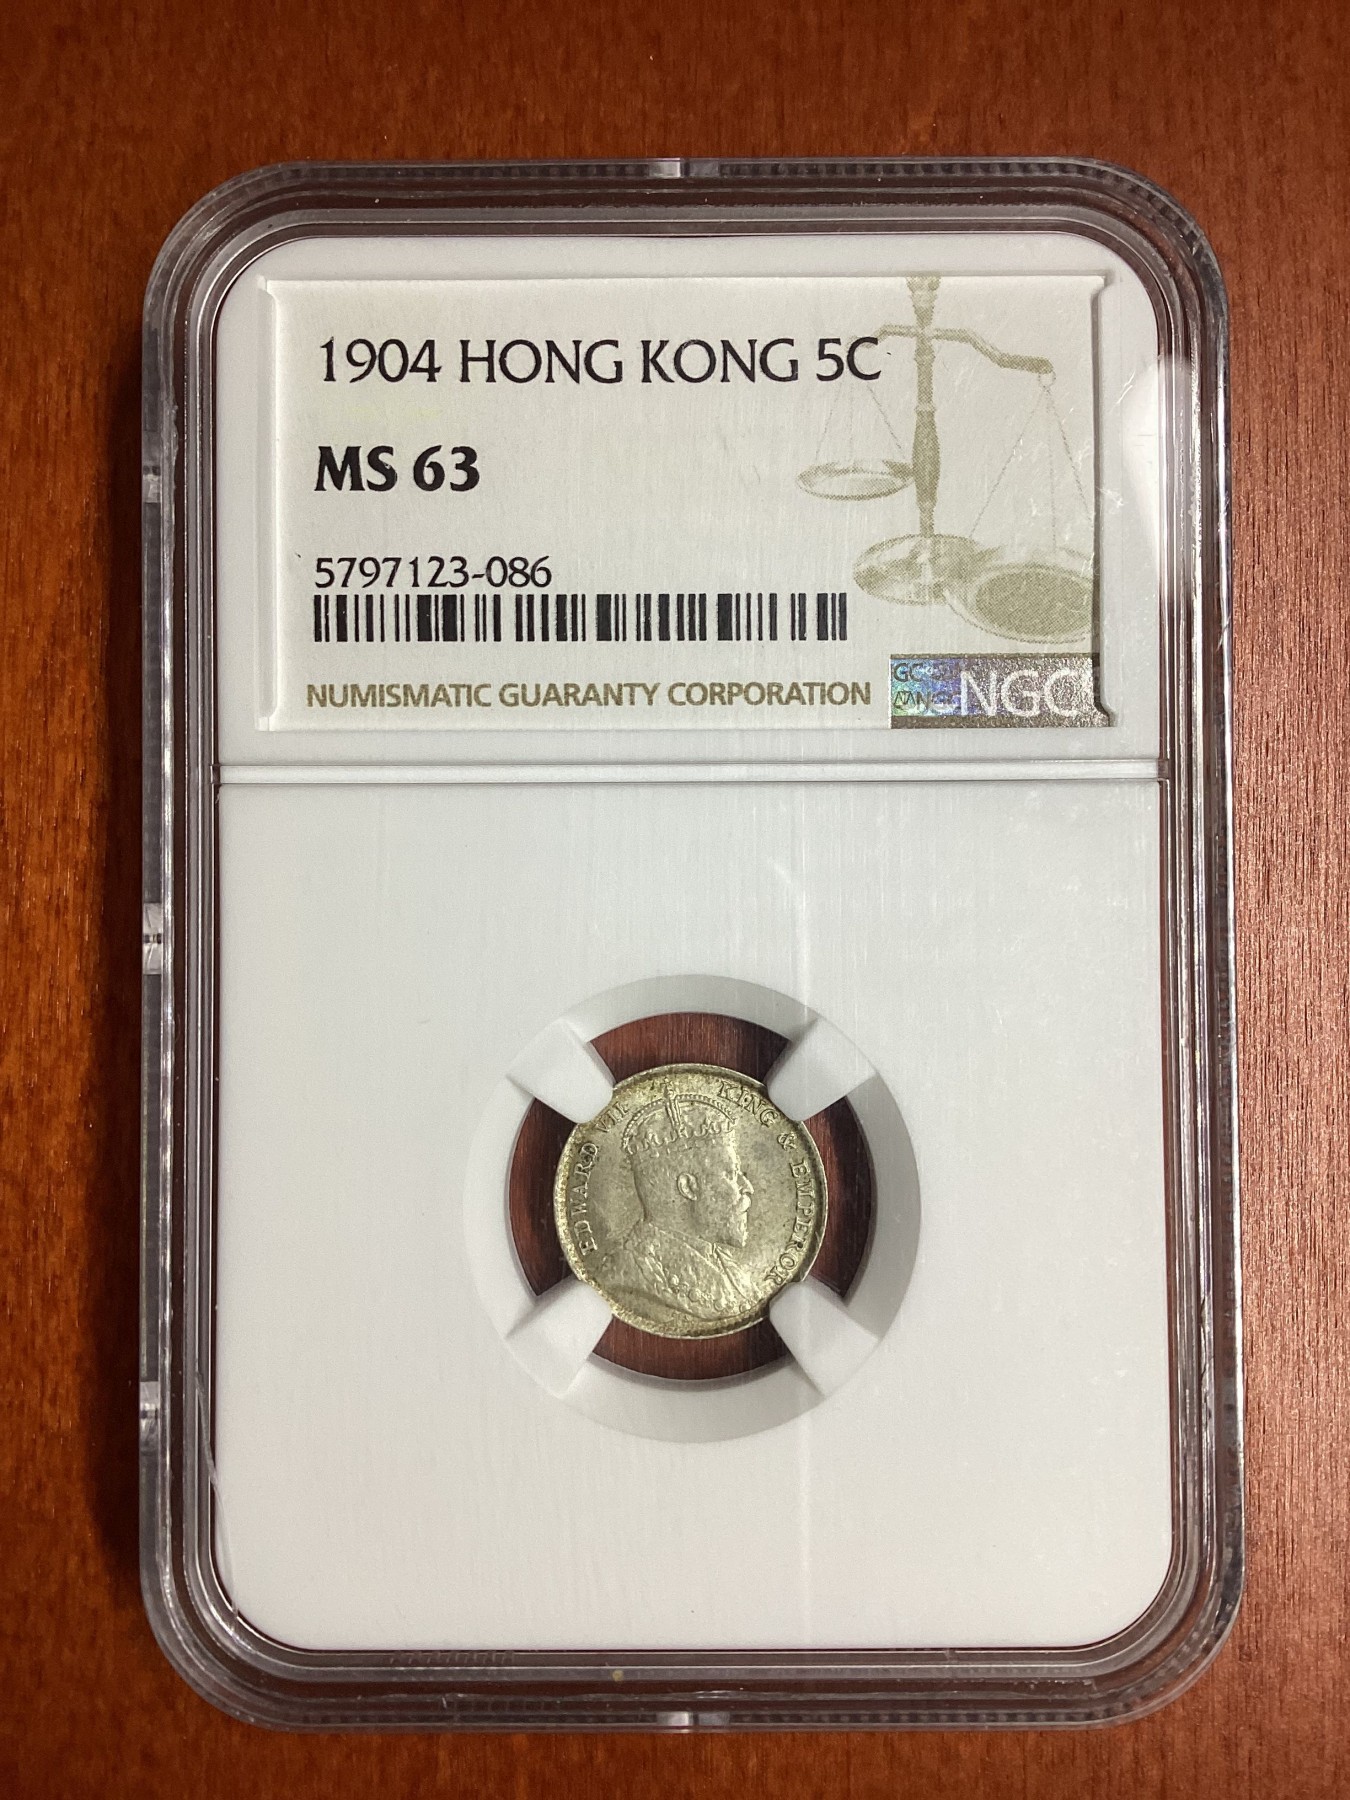 1904 HONG KONG 5C
MS 63
5797123-086
NUMISMATIC GUARANTY CORPORATION
NGC
EDWARD VII KING & EMPEROR